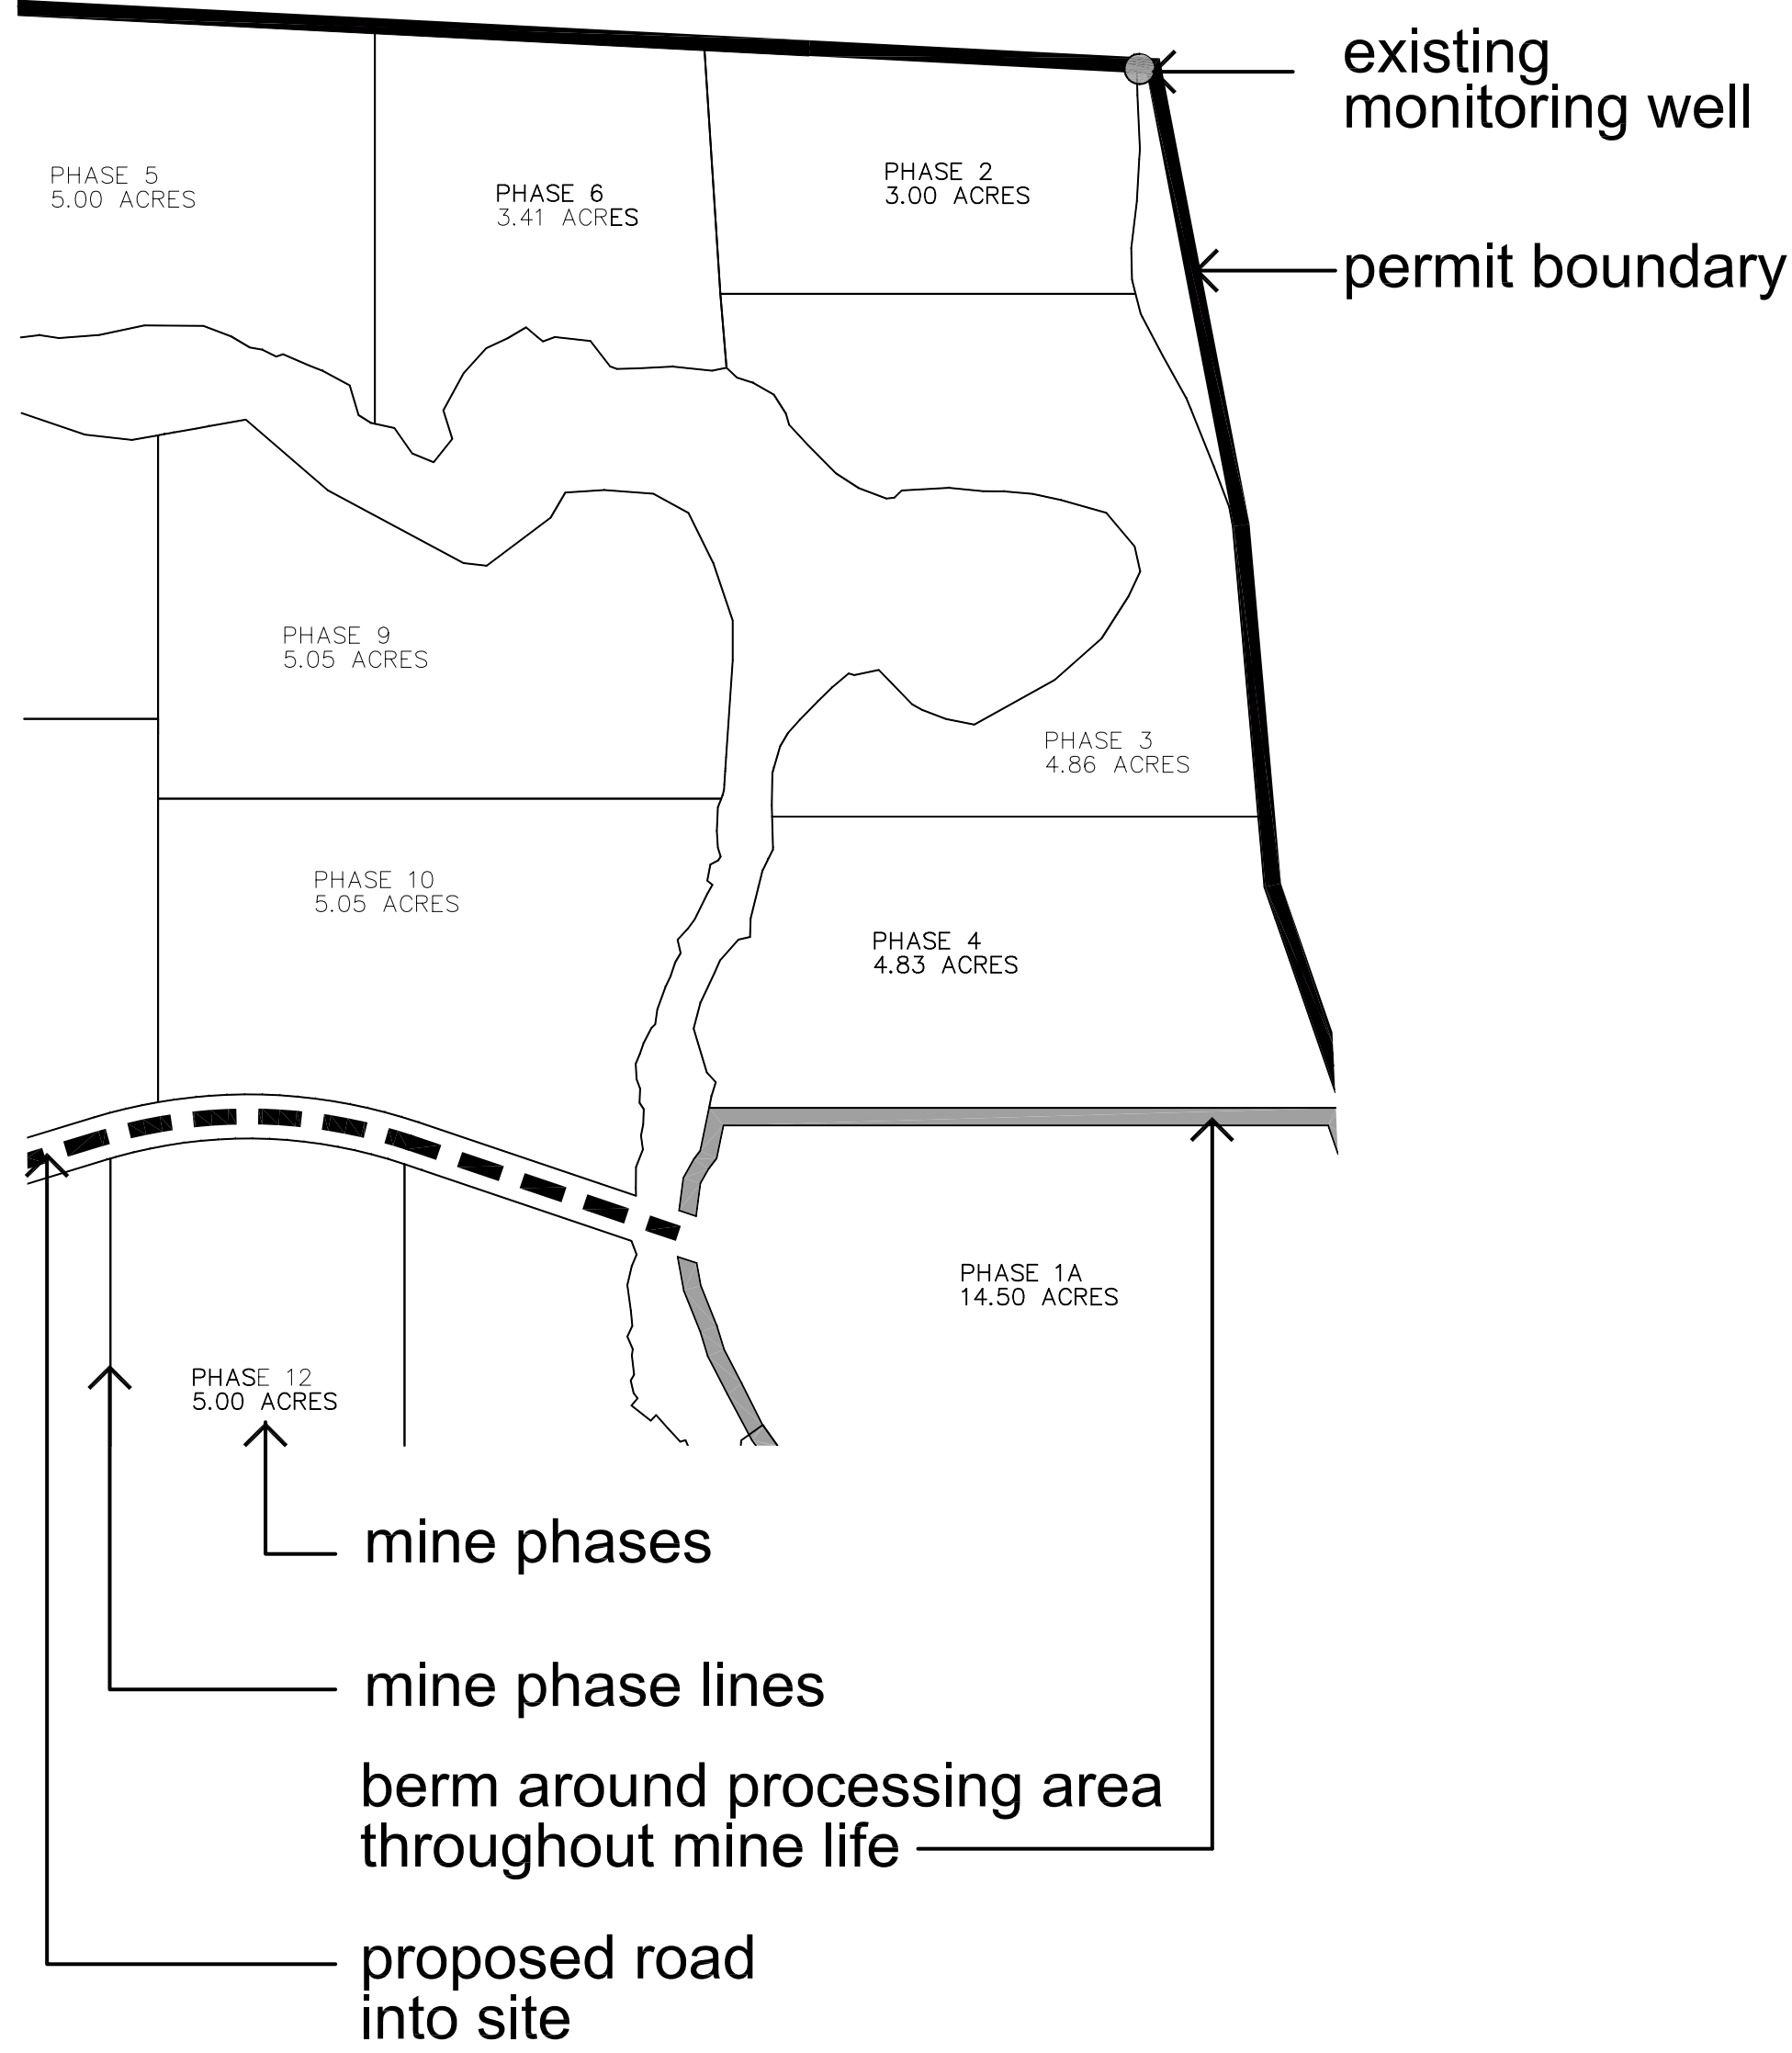 existing
monitoring well
PHASE 5
5.00 ACRES
PHASE 6
3.41 ACRES
PHASE 2
3.00 ACRES
permit boundary
PHASE 9
5.05 ACRES
PHASE 3
4.86 ACRES
PHASE 10
5.05 ACRES
PHASE 4
4.83 ACRES
PHASE 1A
14.50 ACRES
PHASE 12
5.00 ACRES
mine phases
mine phase lines
berm around processing area
throughout mine life
proposed road
into site